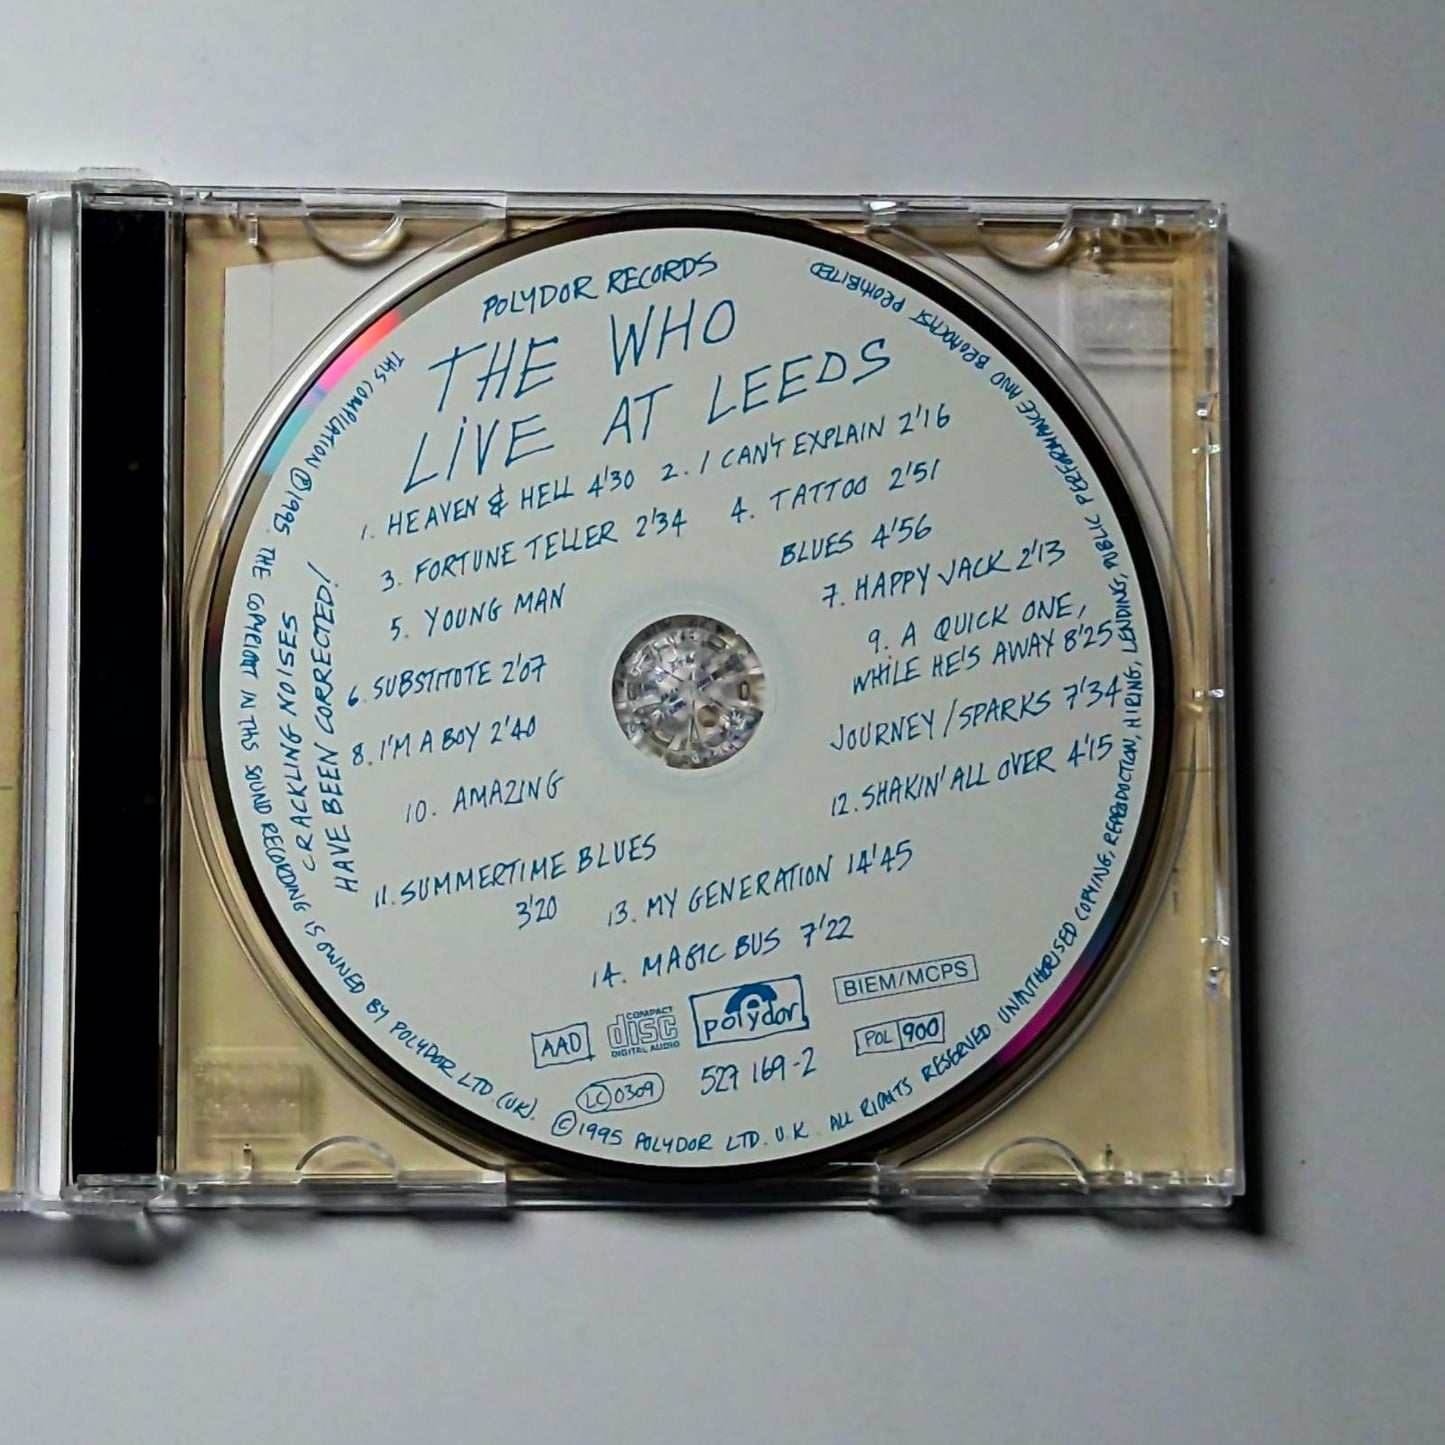 POLYDOR RECORDS
THE WHO
LiVE AT LEEDS
1. HEAVEN & HELL 4'30 2. I CAN'T EXPLAIN 2'16
3. FORTUNE TELLER 2'34 4. TATTOO 2'51
5. YOUNG MAN BLUES 4'56
6. SUBSTITUTE 2'07 7. HAPPY JACK 2'13
8. I'M A BOY 2'40 9. A QUICK ONE,
WHiLE HE'S AWAY 8'25
10. AMAZING JOURNEY/SPARKS 7'34
11. SUMMERTIME BLUES
3'20
12. SHAKIN' ALL OVER 4'15
13. MY GENERATION 14'45
14. MAGIC BUS 7'22
CRACKLING NOISES
HAVE BEEN CORRECTED!
AAD
COMPACT
disc
DIGITAL AUDIO
polydor
BIEM/MCPS
POL 900
LC 0309
527 169-2
THIS COMPILATION ℗ 1995. THE COPYRIGHT IN THIS SOUND RECORDING IS OWNED BY POLYDOR LTD (UK). © 1995 POLYDOR LTD. U.K. ALL RIGHTS RESERVED. UNAUTHORISED COPYING, REPRODUCTION, HIRING, LENDING, PUBLIC PERFORMANCE AND BROADCAST PROHIBITED